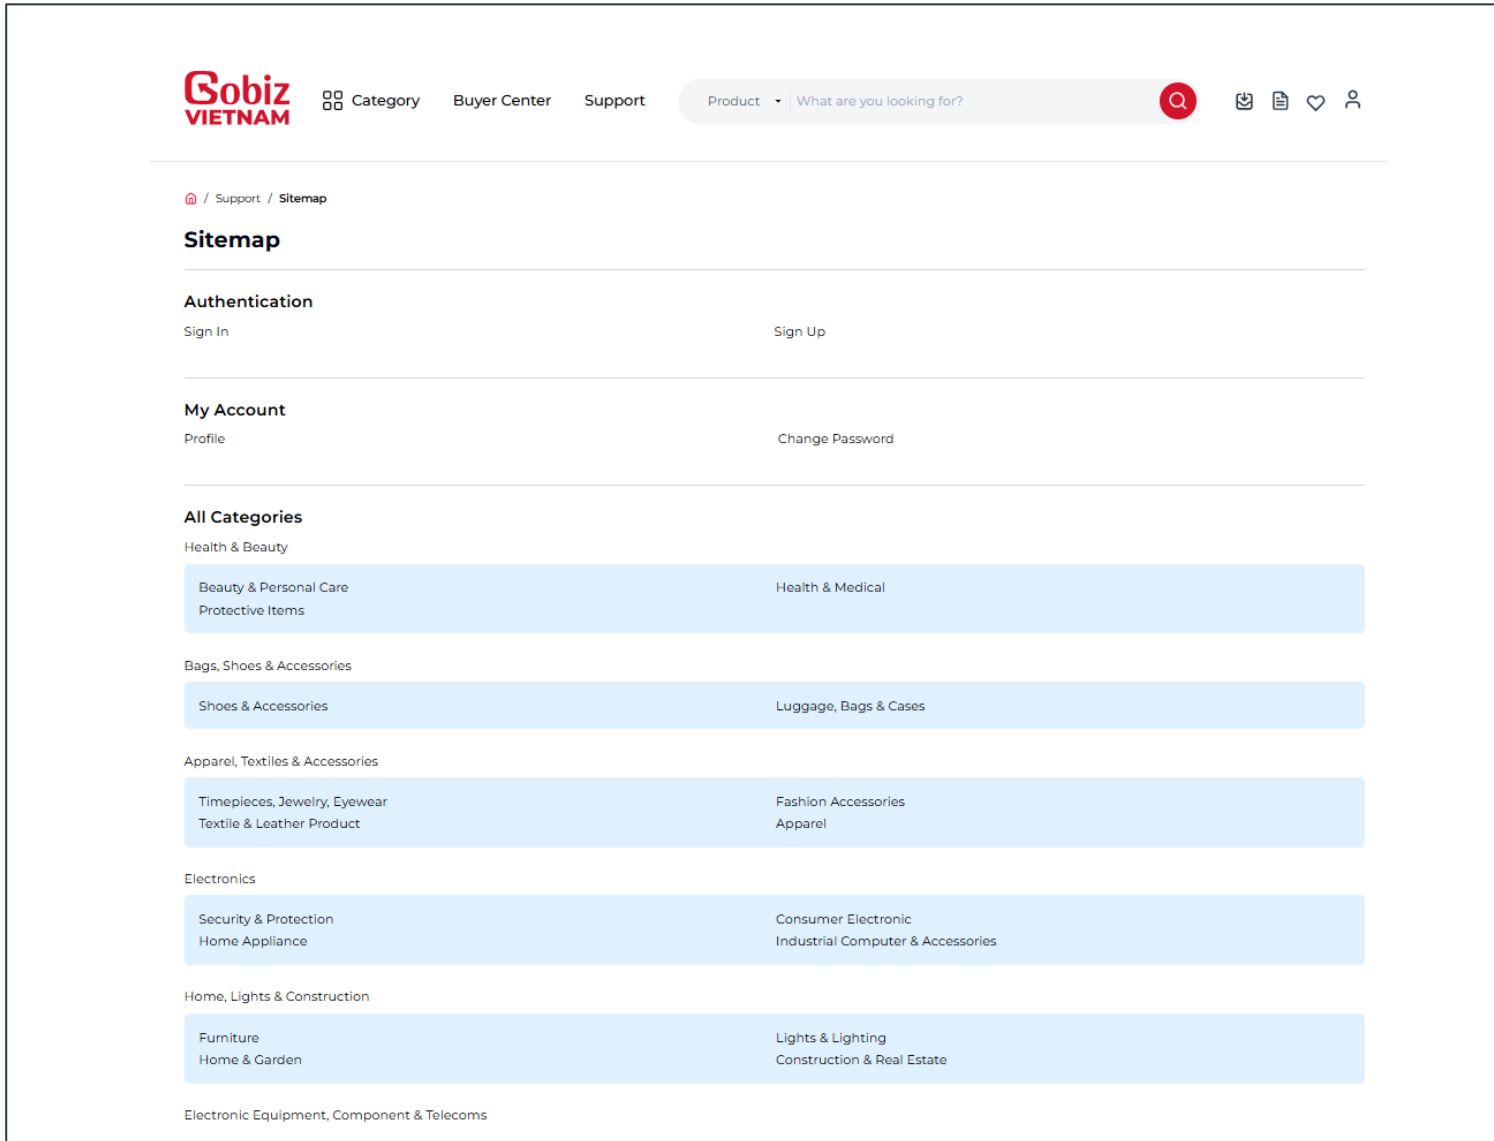 Gobiz
VIETNAM
Category
Buyer Center
Support
Product
What are you looking for?
/ Support / Sitemap
Sitemap
Authentication
Sign In
Sign Up
My Account
Profile
Change Password
All Categories
Health & Beauty
Beauty & Personal Care
Health & Medical
Protective Items
Bags, Shoes & Accessories
Shoes & Accessories
Luggage, Bags & Cases
Apparel, Textiles & Accessories
Timepieces, Jewelry, Eyewear
Fashion Accessories
Textile & Leather Product
Apparel
Electronics
Security & Protection
Consumer Electronic
Home Appliance
Industrial Computer & Accessories
Home, Lights & Construction
Furniture
Lights & Lighting
Home & Garden
Construction & Real Estate
Electronic Equipment, Component & Telecoms